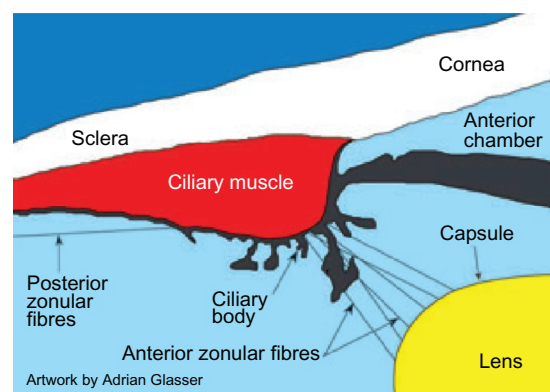 Cornea
Sclera
Anterior
chamber
Ciliary muscle
Capsule
Posterior
zonular
fibres
Ciliary
body
Anterior zonular fibres
Lens
Artwork by Adrian Glasser